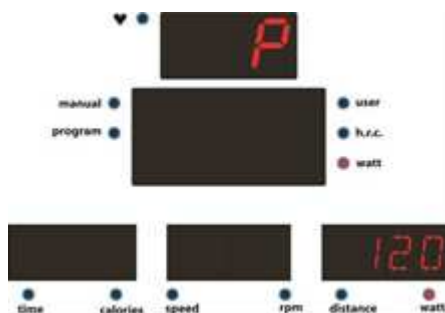 P
manual
user
program
h.r.c.
watt
120
time
calories
speed
rpm
distance
watt